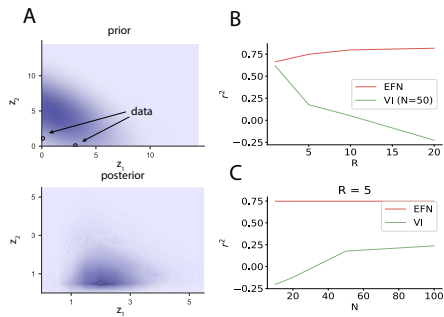 A
prior
15
10
5
0
z₂
data
0
5
10
z₁
posterior
5
3
1
z₂
1
3
5
z₁
B
0.75
0.50
0.25
0.00
−0.25
r²
EFN
VI (N=50)
5
10
15
20
R
C
R = 5
0.75
0.50
0.25
0.00
−0.25
r²
EFN
VI
20
40
60
80
100
N